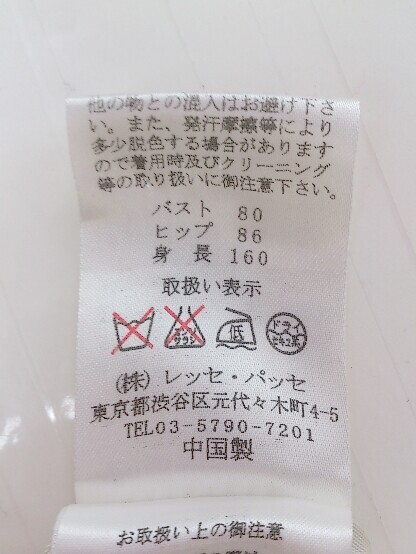 他の物との混入はお避け下さ
い。また、発汗摩擦等により
多少脱色する場合があります
ので着用時及びクリーニング
等の取り扱いに御注意下さい。
バスト 80
ヒップ 86
身 長 160
取扱い表示
エンソ
サラシ
低
ドライ
セキユ系
(株) レッセ・パッセ
東京都渋谷区元代々木町4-5
TEL03-5790-7201
中国製
お取扱い上の御注意